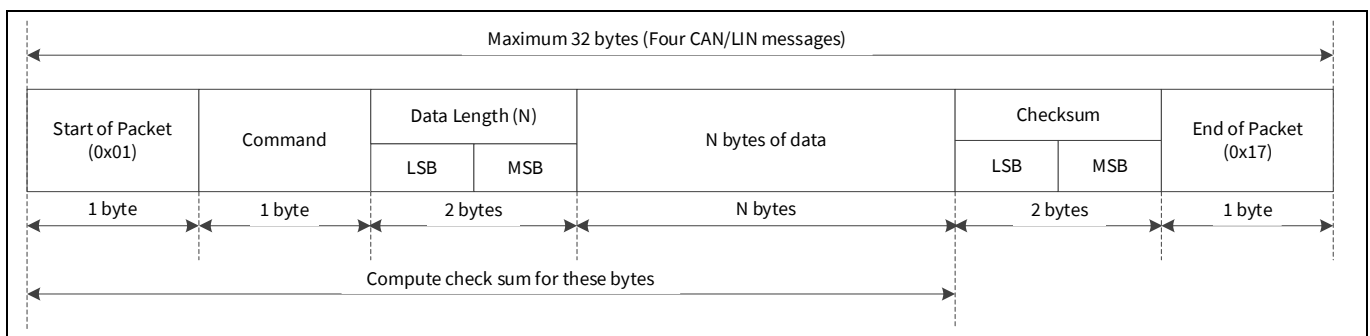 Maximum 32 bytes (Four CAN/LIN messages)
Start of Packet
(0x01)
Command
Data Length (N)
LSB
MSB
N bytes of data
Checksum
LSB
MSB
End of Packet
(0x17)
1 byte
1 byte
2 bytes
N bytes
2 bytes
1 byte
Compute check sum for these bytes